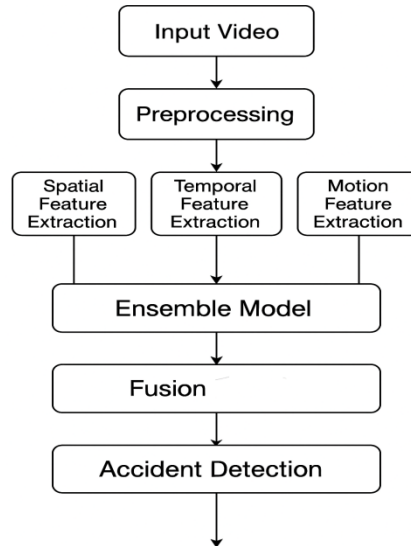 Input Video
Preprocessing
Spatial
Feature
Extraction
Temporal
Feature
Extraction
Motion
Feature
Extraction
Ensemble Model
Fusion
Accident Detection